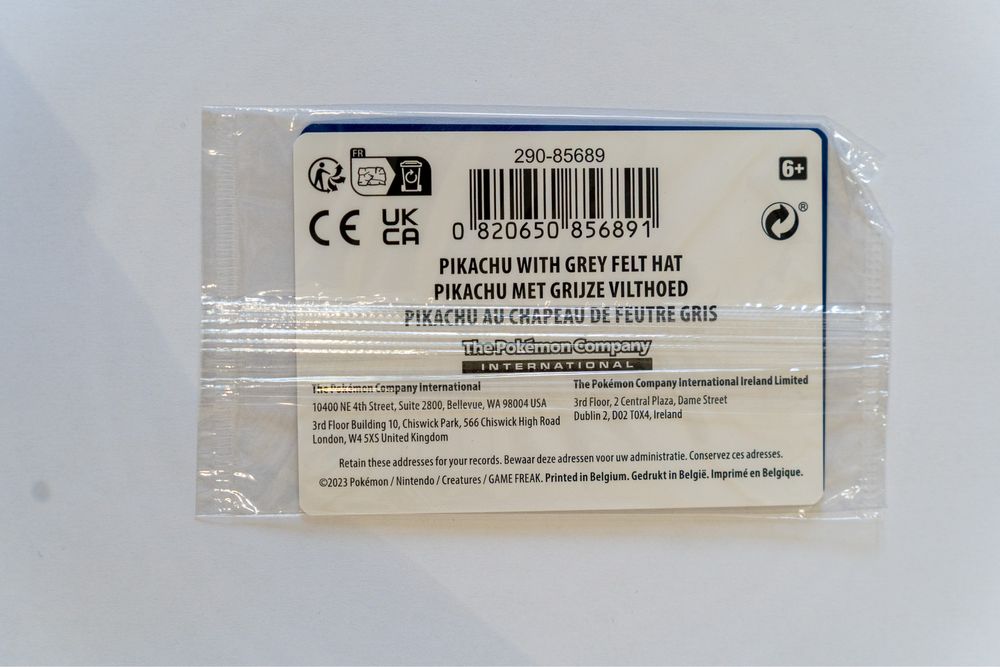 290-85689
FR
6+
CE
UK
CA
0 820650 856891
®
PIKACHU WITH GREY FELT HAT
PIKACHU MET GRIJZE VILTHOED
PIKACHU AU CHAPEAU DE FEUTRE GRIS
The Pokémon Company
INTERNATIONAL
The Pokémon Company International
10400 NE 4th Street, Suite 2800, Bellevue, WA 98004 USA
3rd Floor Building 10, Chiswick Park, 566 Chiswick High Road
London, W4 5XS United Kingdom
The Pokémon Company International Ireland Limited
3rd Floor, 2 Central Plaza, Dame Street
Dublin 2, D02 T0X4, Ireland
Retain these addresses for your records. Bewaar deze adressen voor uw administratie. Conservez ces adresses.
©2023 Pokémon / Nintendo / Creatures / GAME FREAK. Printed in Belgium. Gedrukt in België. Imprimé en Belgique.